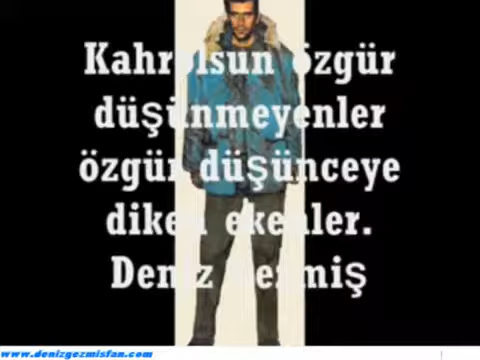 Kahrolsun özgür
düşünmeyenler
özgür düşünceye
diken ekenler.
Deniz Gezmiş
www.denizgezmisfan.com